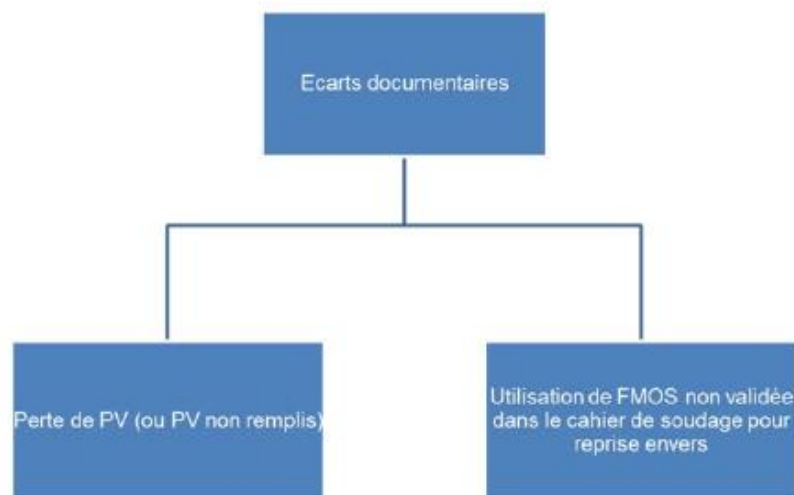 Ecarts documentaires
Perte de PV (ou PV non remplis)
Utilisation de FMOS non validée
dans le cahier de soudage pour
reprise envers